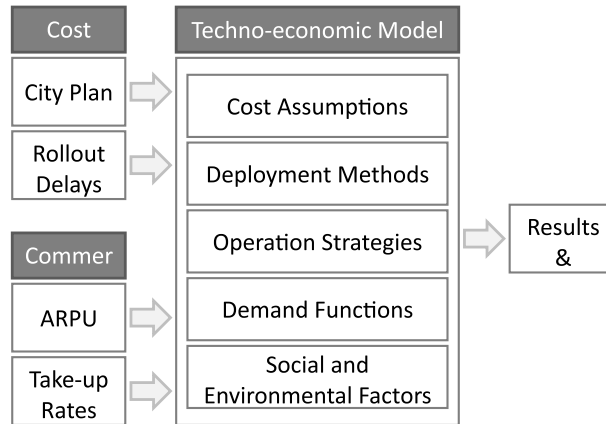 Cost
City Plan
Rollout
Delays
Commer
ARPU
Take-up
Rates
Techno-economic Model
Cost Assumptions
Deployment Methods
Operation Strategies
Demand Functions
Social and
Environmental Factors
Results
&